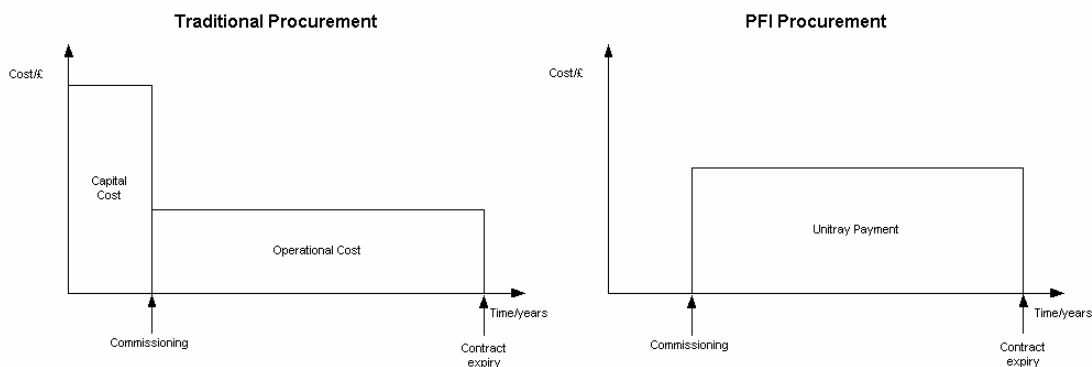 Traditional Procurement
Cost/£
Capital
Cost
Operational Cost
Time/years
Commissioning
Contract
expiry
PFI Procurement
Cost/£
Unitray Payment
Time/years
Commissioning
Contract
expiry